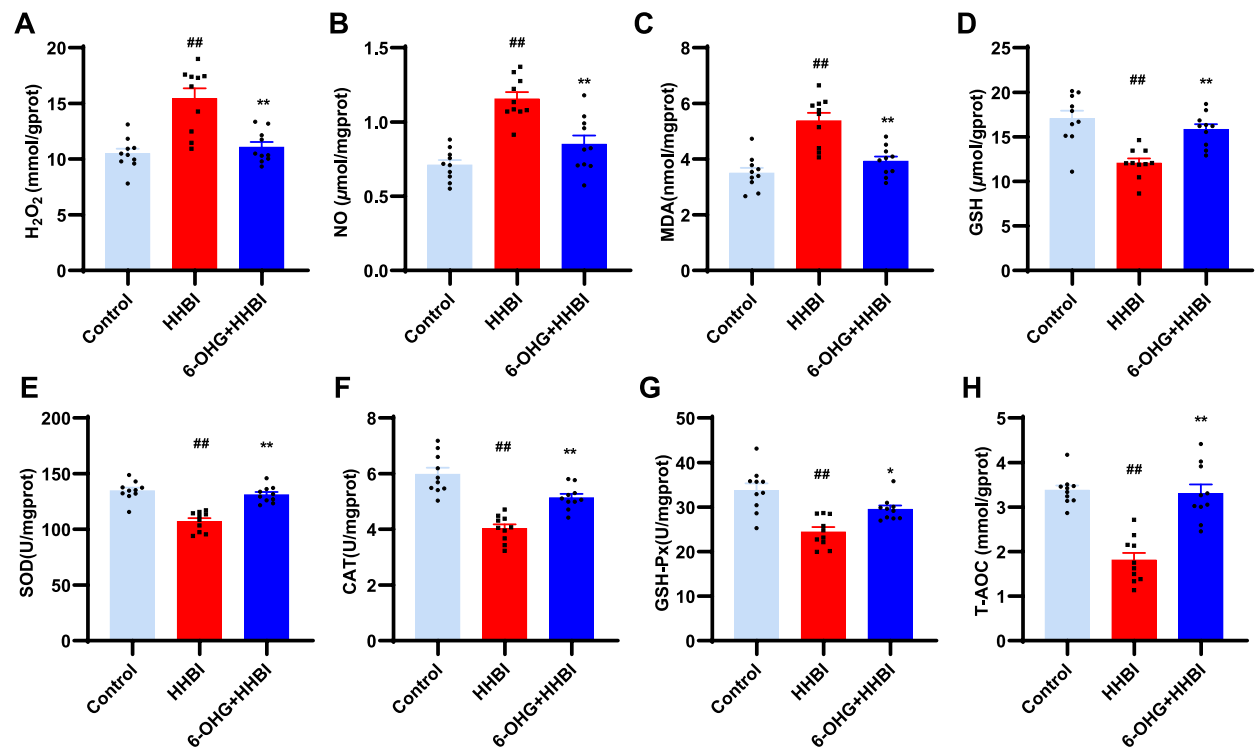 A
H₂O₂ (mmol/gprot)
20
15
10
5
0
##
**
Control
HHBI
6-OHG+HHBI
B
NO (μmol/mgprot)
1.5
1.0
0.5
0.0
##
**
Control
HHBI
6-OHG+HHBI
C
MDA(nmol/mgprot)
8
6
4
2
0
##
**
Control
HHBI
6-OHG+HHBI
D
GSH (μmol/gprot)
25
20
15
10
5
0
##
**
Control
HHBI
6-OHG+HHBI
E
SOD(U/mgprot)
200
150
100
50
0
##
**
Control
HHBI
6-OHG+HHBI
F
CAT(U/mgprot)
8
6
4
2
0
##
**
Control
HHBI
6-OHG+HHBI
G
GSH-Px(U/mgprot)
50
40
30
20
10
0
##
*
Control
HHBI
6-OHG+HHBI
H
T-AOC (mmol/gprot)
5
4
3
2
1
0
##
**
Control
HHBI
6-OHG+HHBI